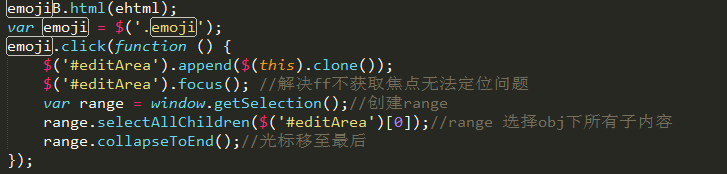 emojiB.html(ehtml);
var emoji = $('.emoji');
emoji.click(function () {
    $('#editArea').append($(this).clone());
    $('#editArea').focus(); //解决ff不获取焦点无法定位问题
    var range = window.getSelection();//创建range
    range.selectAllChildren($('#editArea')[0]);//range 选择obj下所有子内容
    range.collapseToEnd();//光标移至最后
});